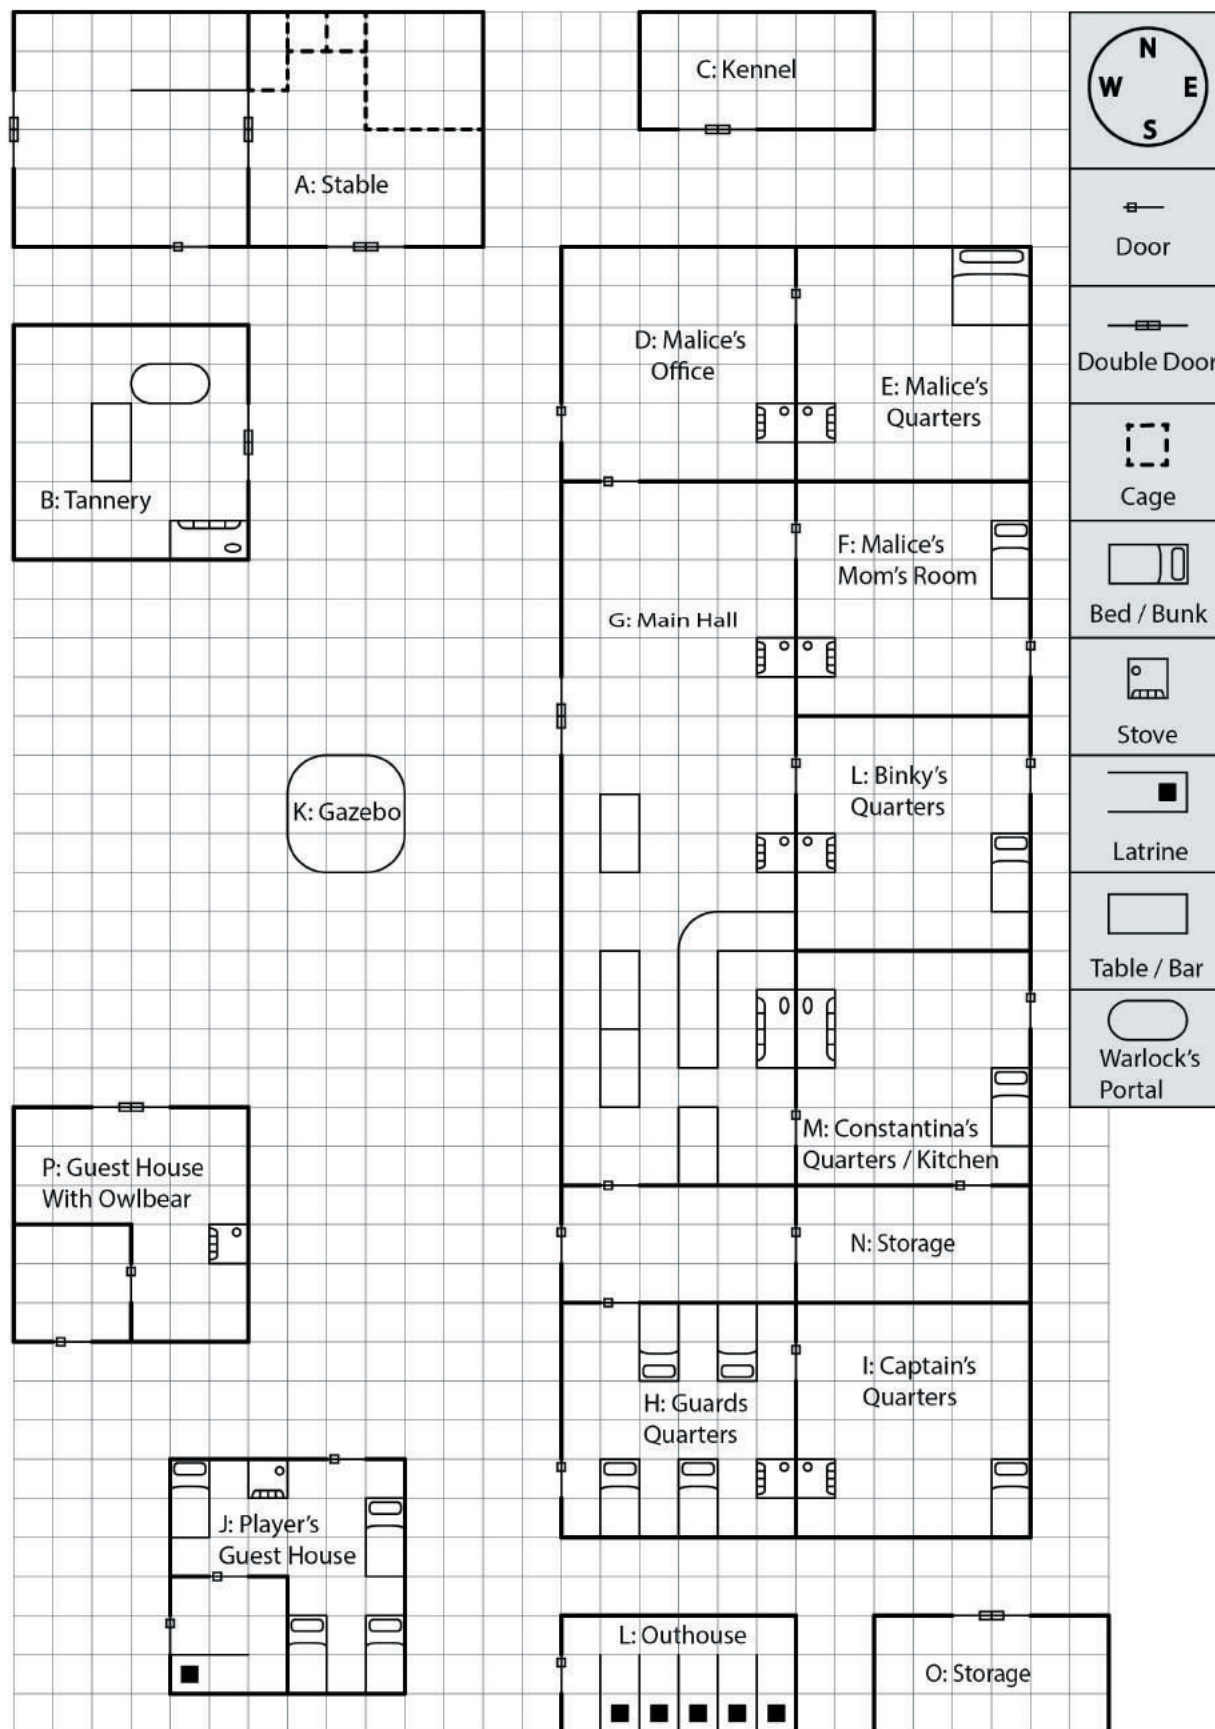 C: Kennel
N
W
E
S
A: Stable
Door
D: Malice's
Office
Double Door
E: Malice's
Quarters
Cage
B: Tannery
F: Malice's
Mom's Room
G: Main Hall
Bed / Bunk
Stove
L: Binky's
Quarters
K: Gazebo
Latrine
Table / Bar
Warlock's
Portal
M: Constantina's
Quarters / Kitchen
P: Guest House
With Owlbear
N: Storage
I: Captain's
Quarters
H: Guards
Quarters
J: Player's
Guest House
L: Outhouse
O: Storage